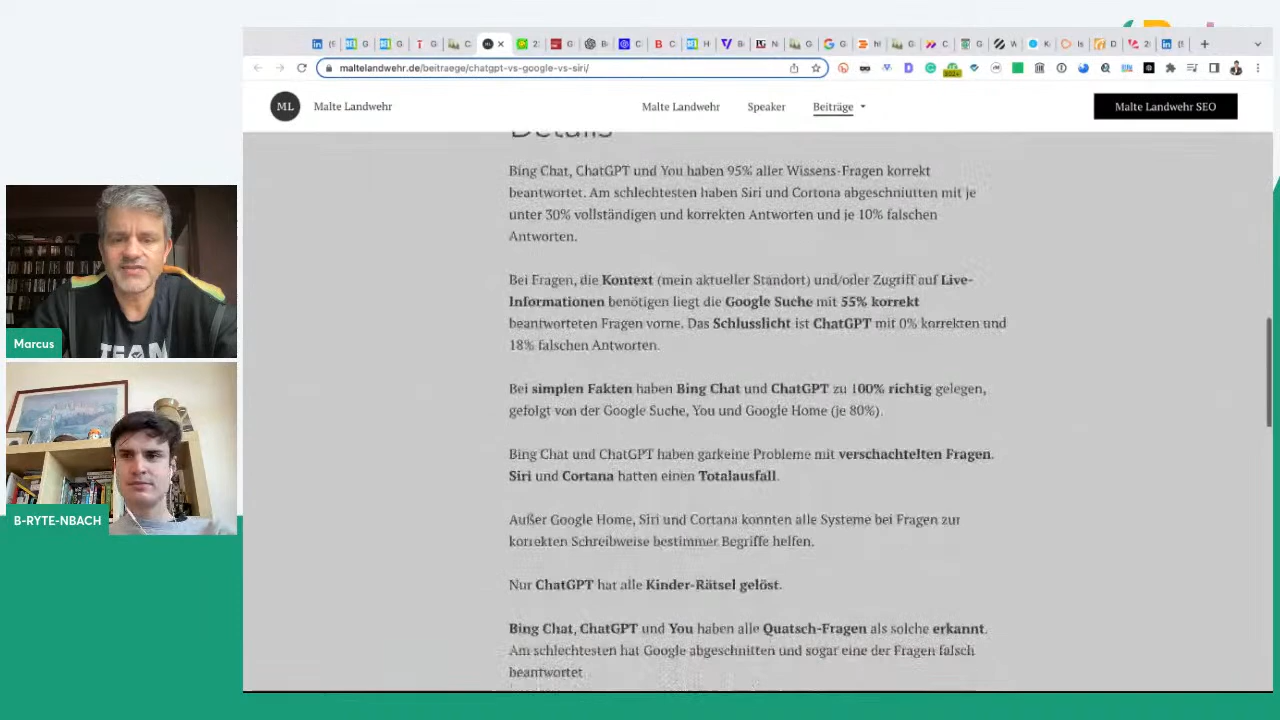 maltelandwehr.de/beitraege/chatgpt-vs-google-vs-siri/
ML
Malte Landwehr
Malte Landwehr
Speaker
Beiträge
Malte Landwehr SEO
Details
Bing Chat, ChatGPT und You haben 95% aller Wissens-Fragen korrekt
beantwortet. Am schlechtesten haben Siri und Cortona abgeschniutten mit je
unter 30% vollständigen und korrekten Antworten und je 10% falschen
Antworten.
Bei Fragen, die Kontext (mein aktueller Standort) und/oder Zugriff auf Live-
Informationen benötigen liegt die Google Suche mit 55% korrekt
beantworteten Fragen vorne. Das Schlusslicht ist ChatGPT mit 0% korrekten und
18% falschen Antworten.
Bei simplen Fakten haben Bing Chat und ChatGPT zu 100% richtig gelegen,
gefolgt von der Google Suche, You und Google Home (je 80%).
Bing Chat und ChatGPT haben garkeine Probleme mit verschachtelten Fragen.
Siri und Cortana hatten einen Totalausfall.
Außer Google Home, Siri und Cortana konnten alle Systeme bei Fragen zur
korrekten Schreibweise bestimmer Begriffe helfen.
Nur ChatGPT hat alle Kinder-Rätsel gelöst.
Bing Chat, ChatGPT und You haben alle Quatsch-Fragen als solche erkannt.
Am schlechtesten hat Google abgeschnitten und sogar eine der Fragen falsch
beantwortet
Marcus
TEAM
B-RYTE-NBACH